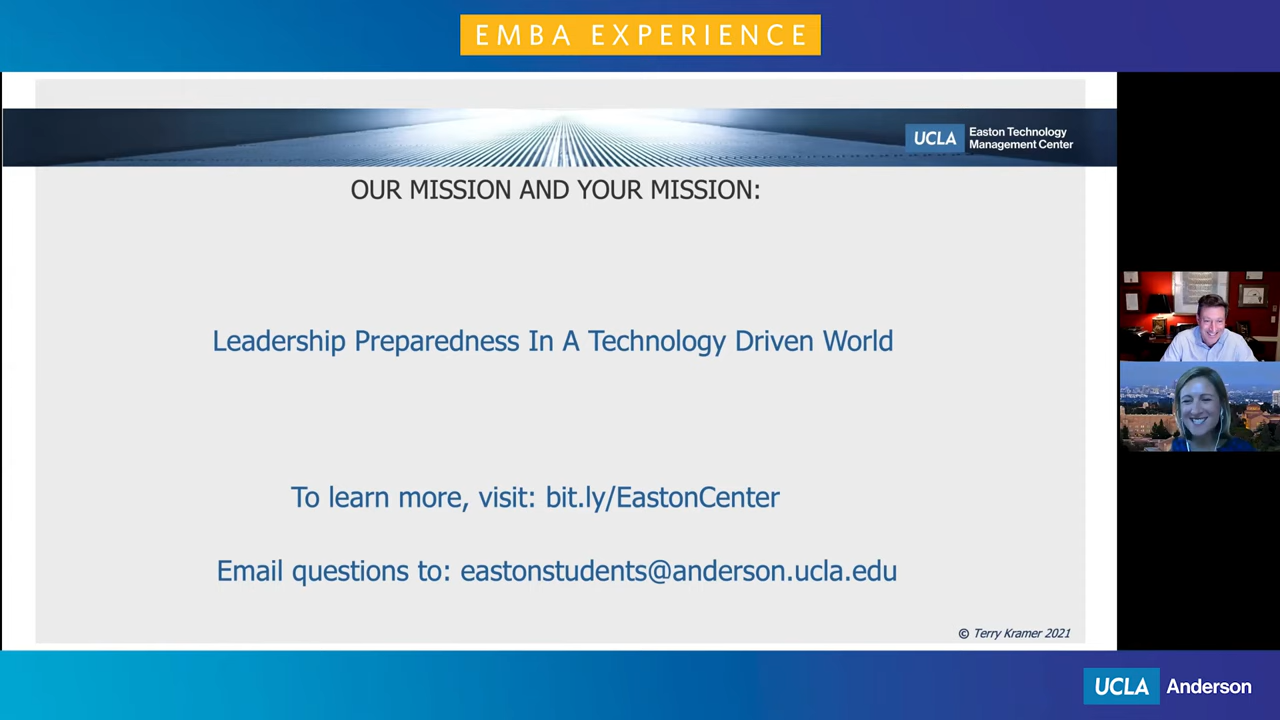 EMBA EXPERIENCE
UCLA
Easton Technology
Management Center
OUR MISSION AND YOUR MISSION:
Leadership Preparedness In A Technology Driven World
To learn more, visit: bit.ly/EastonCenter
Email questions to: eastonstudents@anderson.ucla.edu
© Terry Kramer 2021
UCLA Anderson